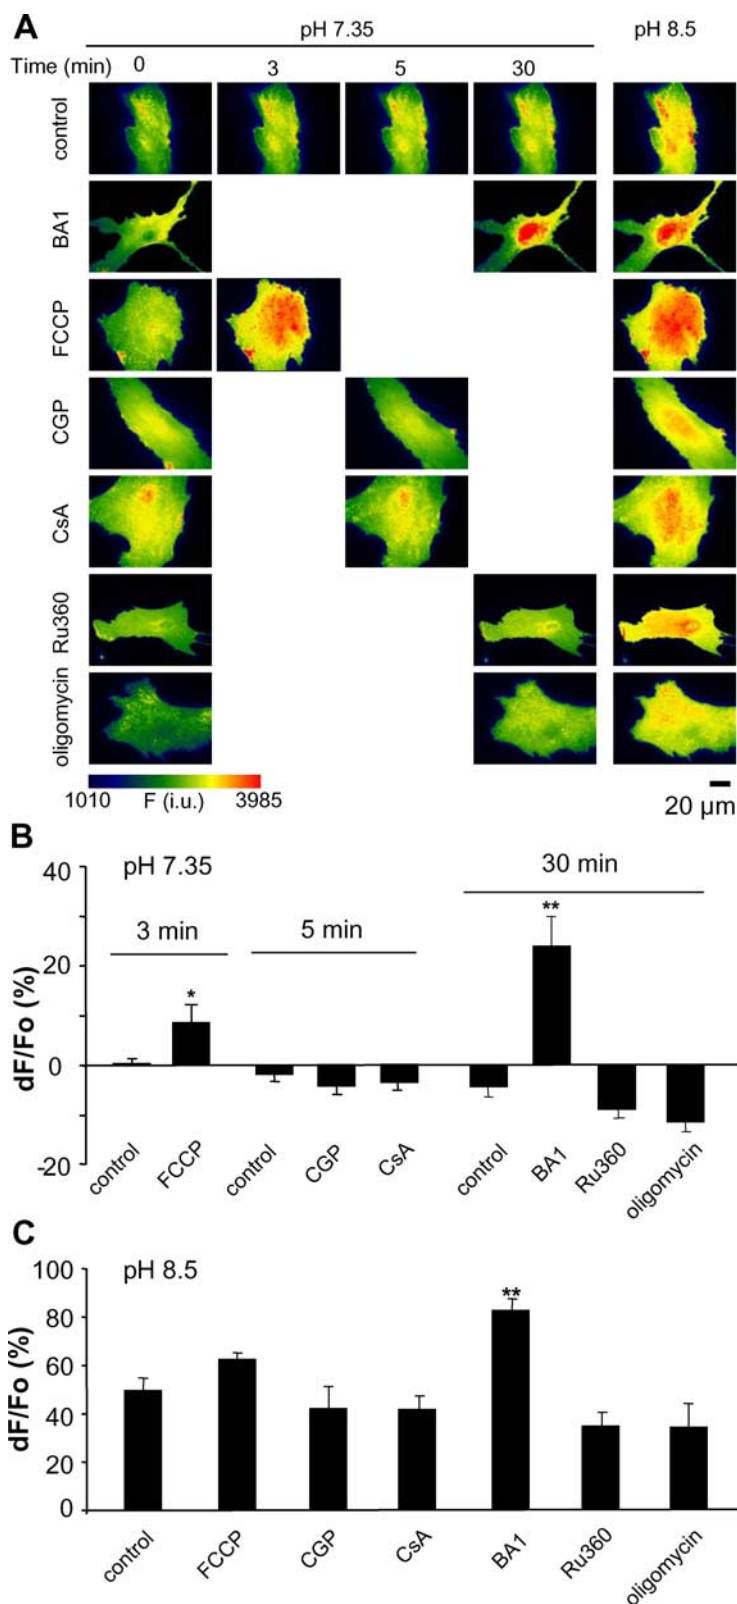 A
pH 7.35 pH 8.5
Time (min) 0 3 5 30
control
BA1
FCCP
CGP
CsA
Ru360
oligomycin
1010 F (i.u.) 3985
20 µm
B
pH 7.35
30 min
3 min 5 min
**
*
dF/Fo (%)
40
20
0
-20
control FCCP control CGP CsA control BA1 Ru360 oligomycin
C
pH 8.5
**
dF/Fo (%)
100
80
60
40
20
0
control FCCP CGP CsA BA1 Ru360 oligomycin